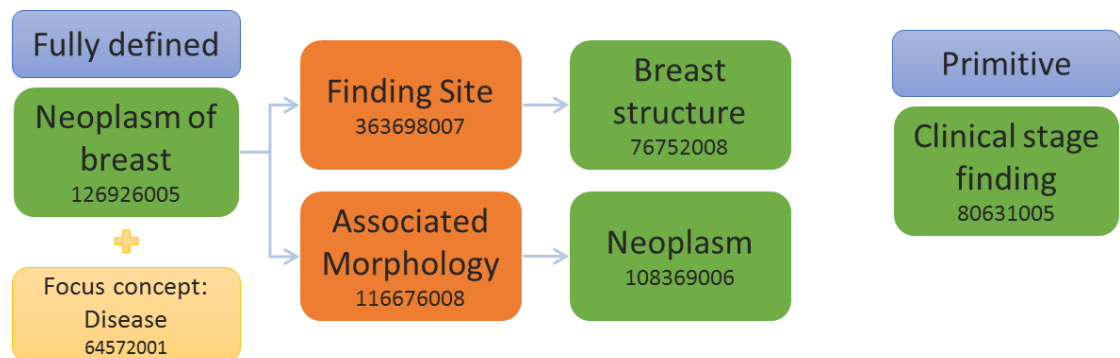 Fully defined
Neoplasm of
breast
126926005
Focus concept:
Disease
64572001
Finding Site
363698007
Associated
Morphology
116676008
Breast
structure
76752008
Neoplasm
108369006
Primitive
Clinical stage
finding
80631005